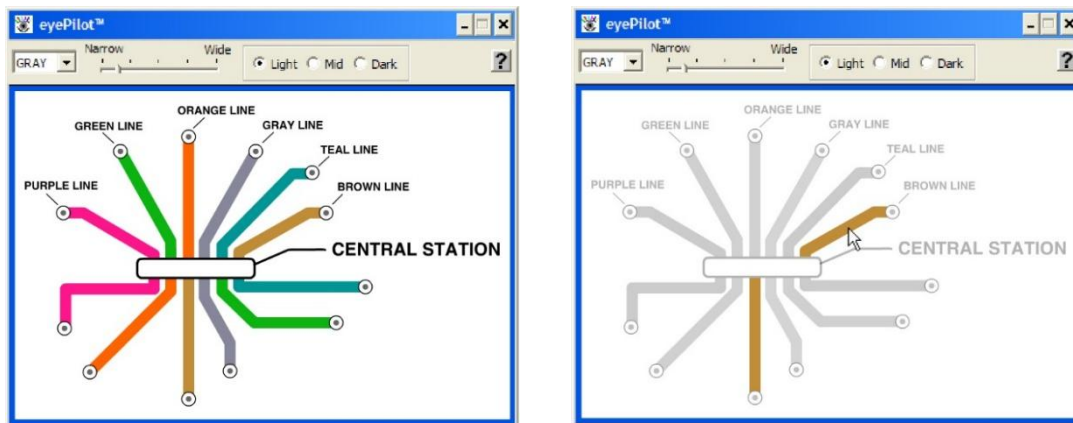 eyePilot™
GRAY
Narrow
Wide
Light
Mid
Dark
?
ORANGE LINE
GREEN LINE
GRAY LINE
TEAL LINE
PURPLE LINE
BROWN LINE
CENTRAL STATION
eyePilot™
GRAY
Narrow
Wide
Light
Mid
Dark
?
ORANGE LINE
GREEN LINE
GRAY LINE
TEAL LINE
PURPLE LINE
BROWN LINE
CENTRAL STATION